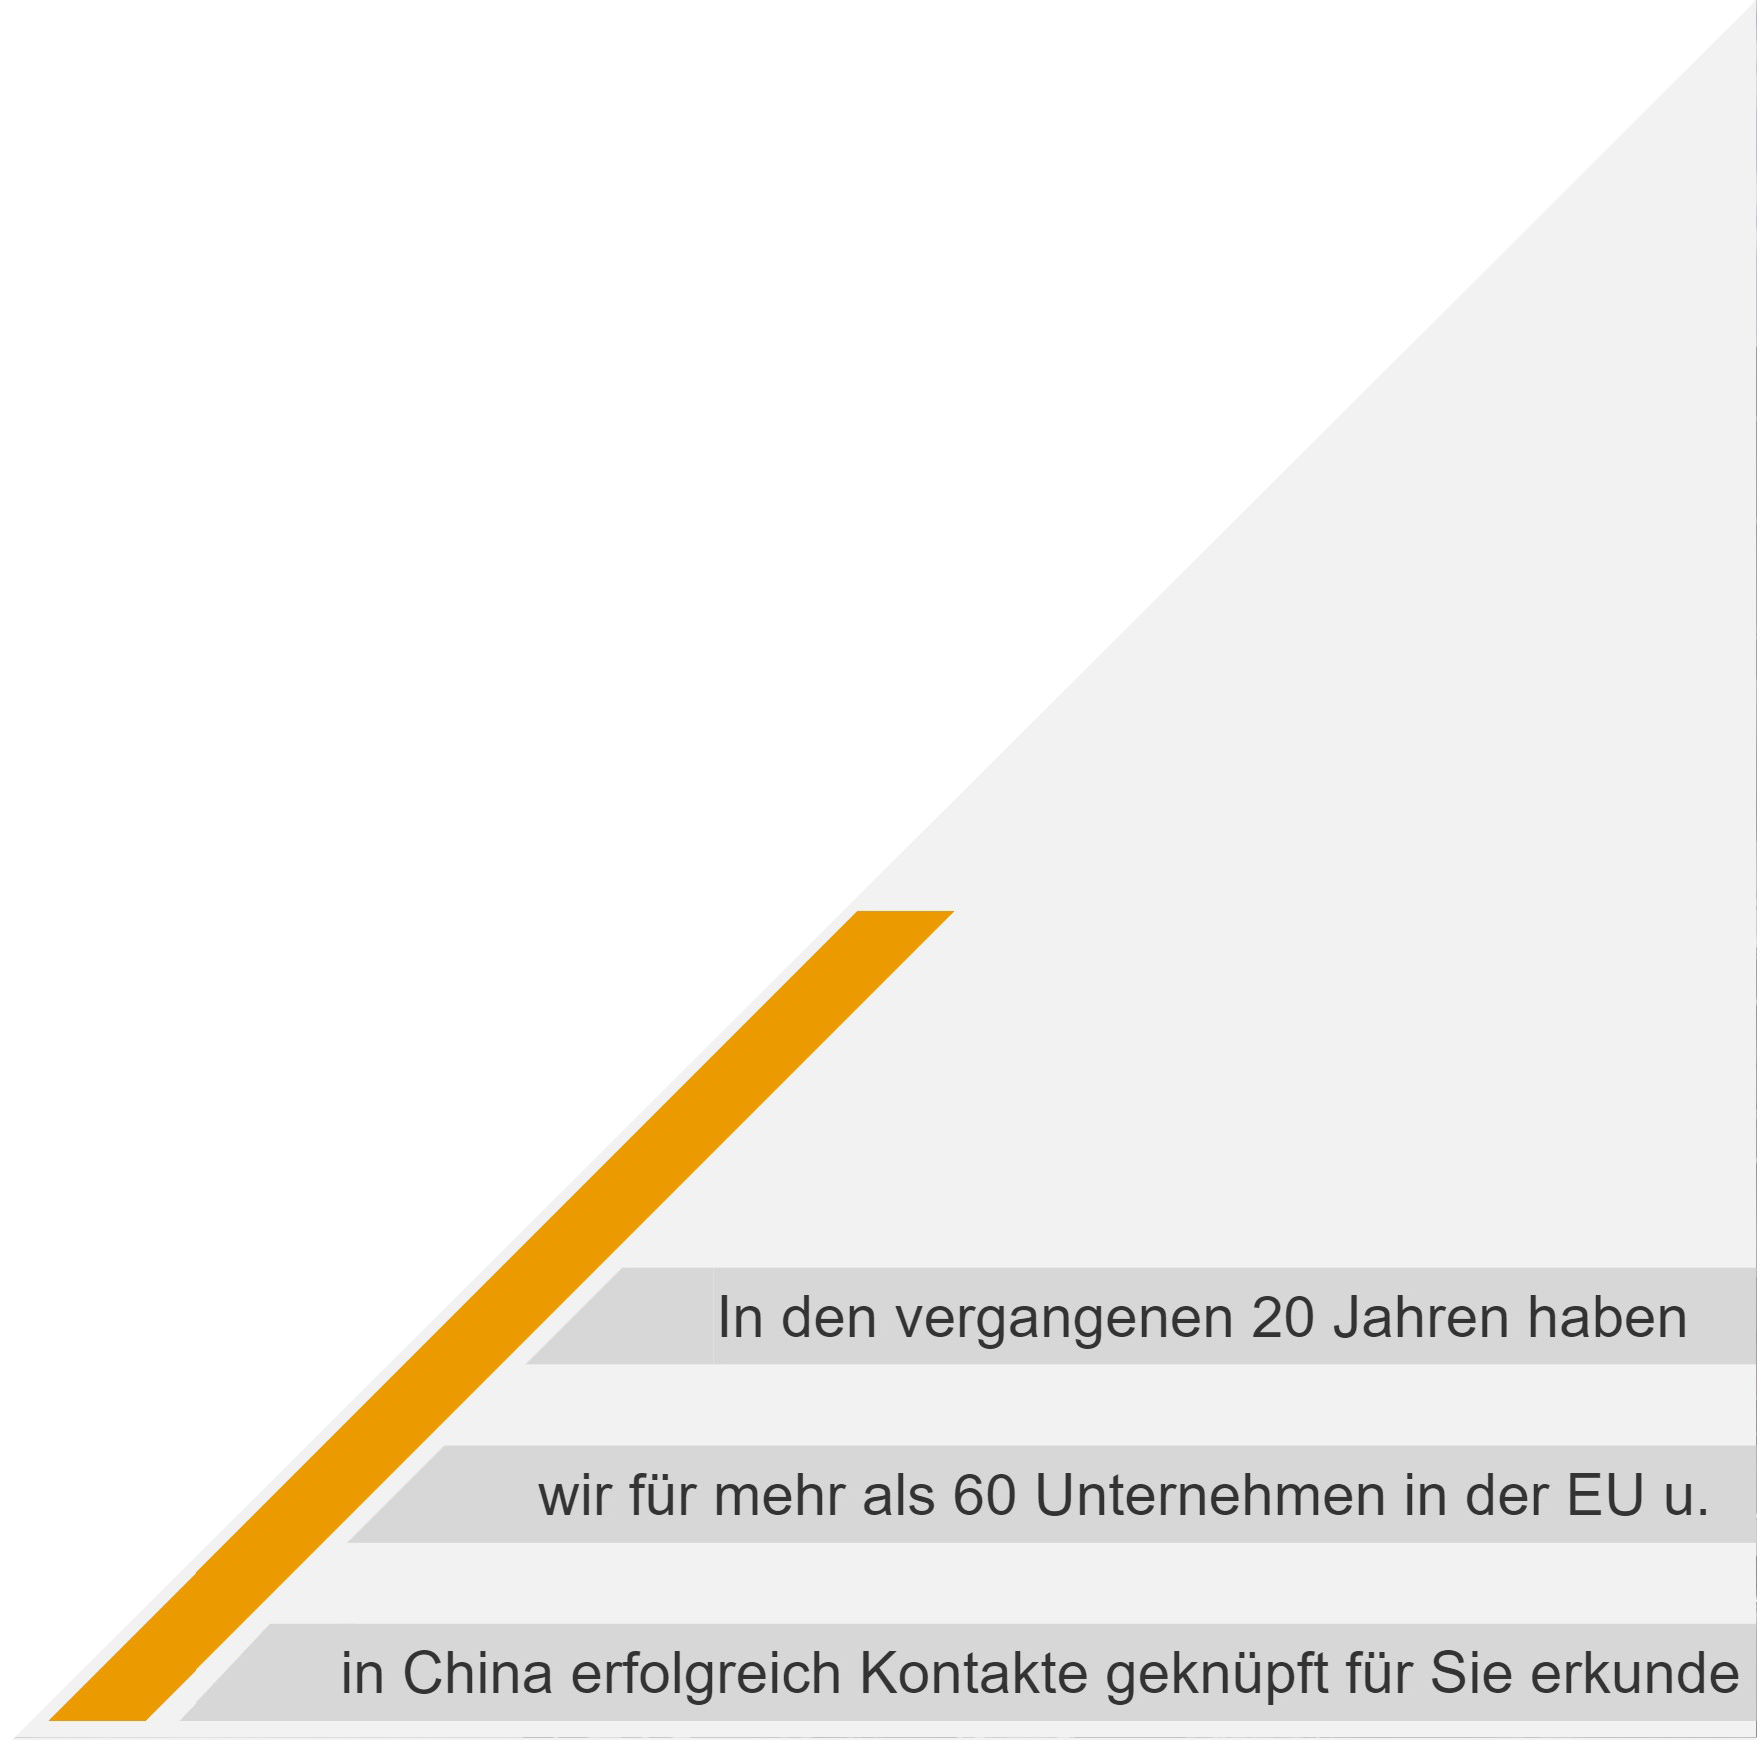 In den vergangenen 20 Jahren haben
wir für mehr als 60 Unternehmen in der EU u.
in China erfolgreich Kontakte geknüpft für Sie erkunde